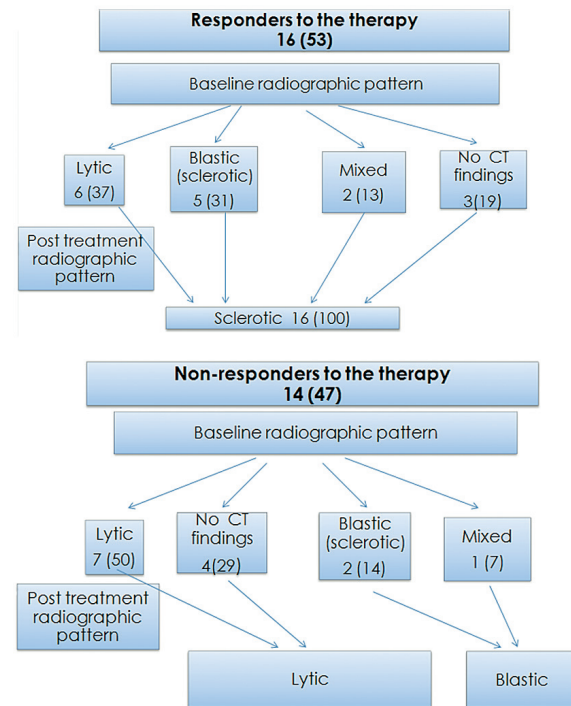 Responders to the therapy
16 (53)
Baseline radiographic pattern
Lytic
6 (37)
Blastic
(sclerotic)
5 (31)
Mixed
2 (13)
No CT
findings
3(19)
Post treatment
radiographic
pattern
Sclerotic 16 (100)
Non-responders to the therapy
14 (47)
Baseline radiographic pattern
Lytic
7 (50)
No CT
findings
4(29)
Blastic
(sclerotic)
2 (14)
Mixed
1 (7)
Post treatment
radiographic
pattern
Lytic
Blastic